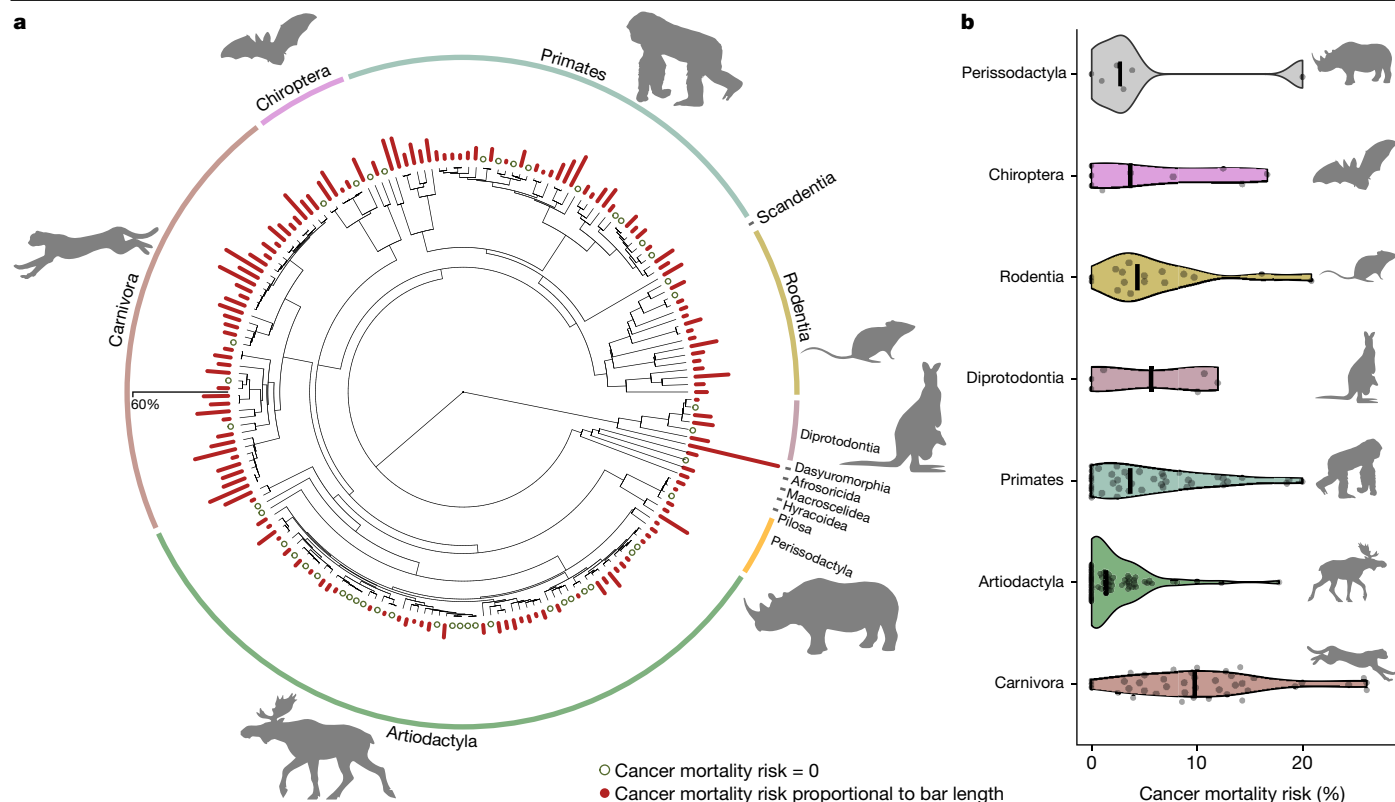 a
Chiroptera
Primates
Scandentia
Rodentia
Carnivora
60%
Diprotodontia
Dasyuromorphia
Afrosoricida
Macroscelidea
Hyracoidea
Pilosa
Perissodactyla
Artiodactyla
Cancer mortality risk = 0
Cancer mortality risk proportional to bar length
b
Perissodactyla
Chiroptera
Rodentia
Diprotodontia
Primates
Artiodactyla
Carnivora
0 10 20
Cancer mortality risk (%)